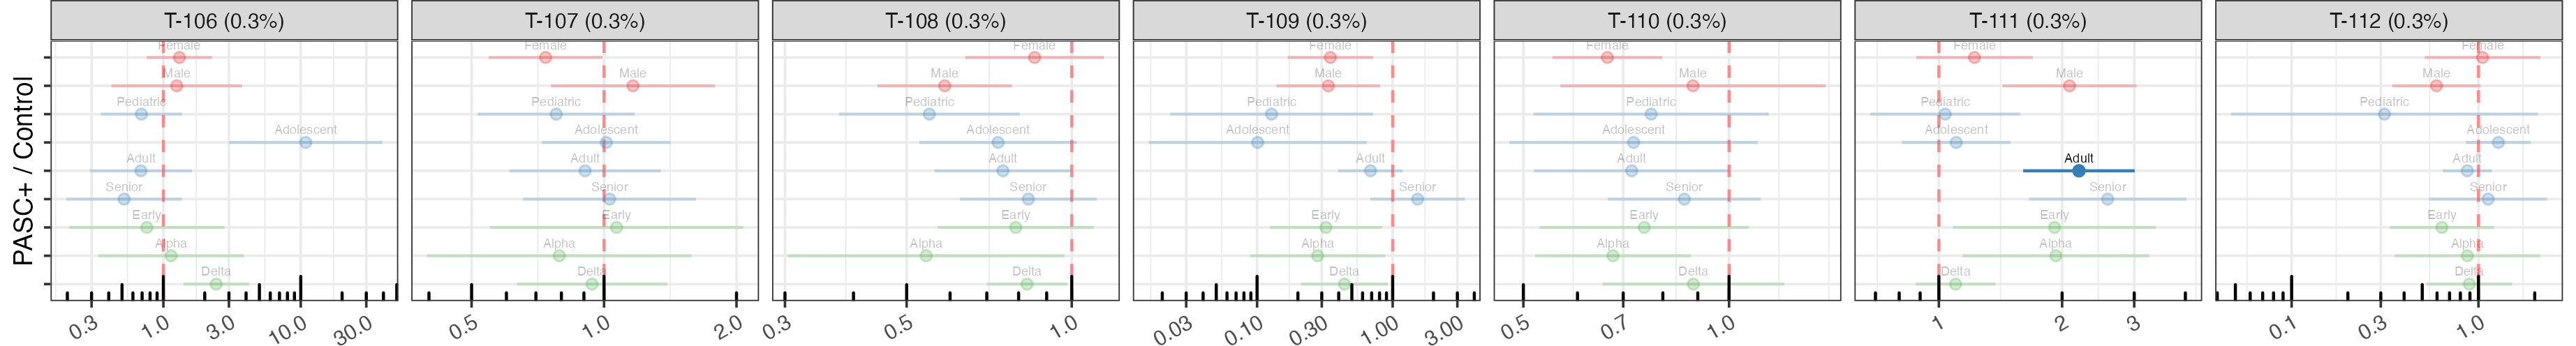 T-106 (0.3%)
T-107 (0.3%)
T-108 (0.3%)
T-109 (0.3%)
T-110 (0.3%)
T-111 (0.3%)
T-112 (0.3%)
PASC+ / Control
Female
Male
Pediatric
Adolescent
Adult
Senior
Early
Alpha
Delta
0.3 1.0 3.0 10.0 30.0
Female
Male
Pediatric
Adolescent
Adult
Senior
Early
Alpha
Delta
0.5 1.0 2.0
Female
Male
Pediatric
Adolescent
Adult
Senior
Early
Alpha
Delta
0.3 0.5 1.0
Female
Male
Pediatric
Adolescent
Adult
Senior
Early
Alpha
Delta
0.03 0.10 0.30 1.00 3.00
Female
Male
Pediatric
Adolescent
Adult
Senior
Early
Alpha
Delta
0.5 0.7 1.0
Female
Male
Pediatric
Adolescent
Adult
Senior
Early
Alpha
Delta
1 2 3
Female
Male
Pediatric
Adolescent
Adult
Senior
Early
Alpha
Delta
0.1 0.3 1.0